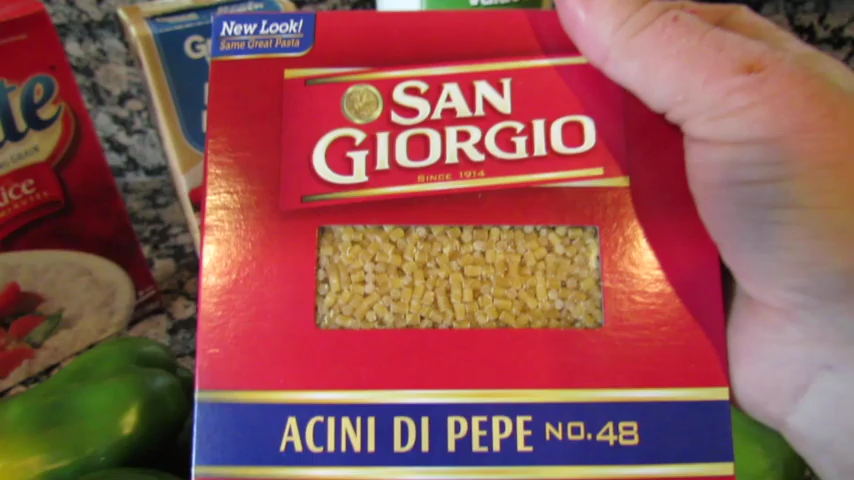 New Look!
Same Great Pasta
SAN
GIORGIO
SINCE 1914
ACINI DI PEPE NO.48